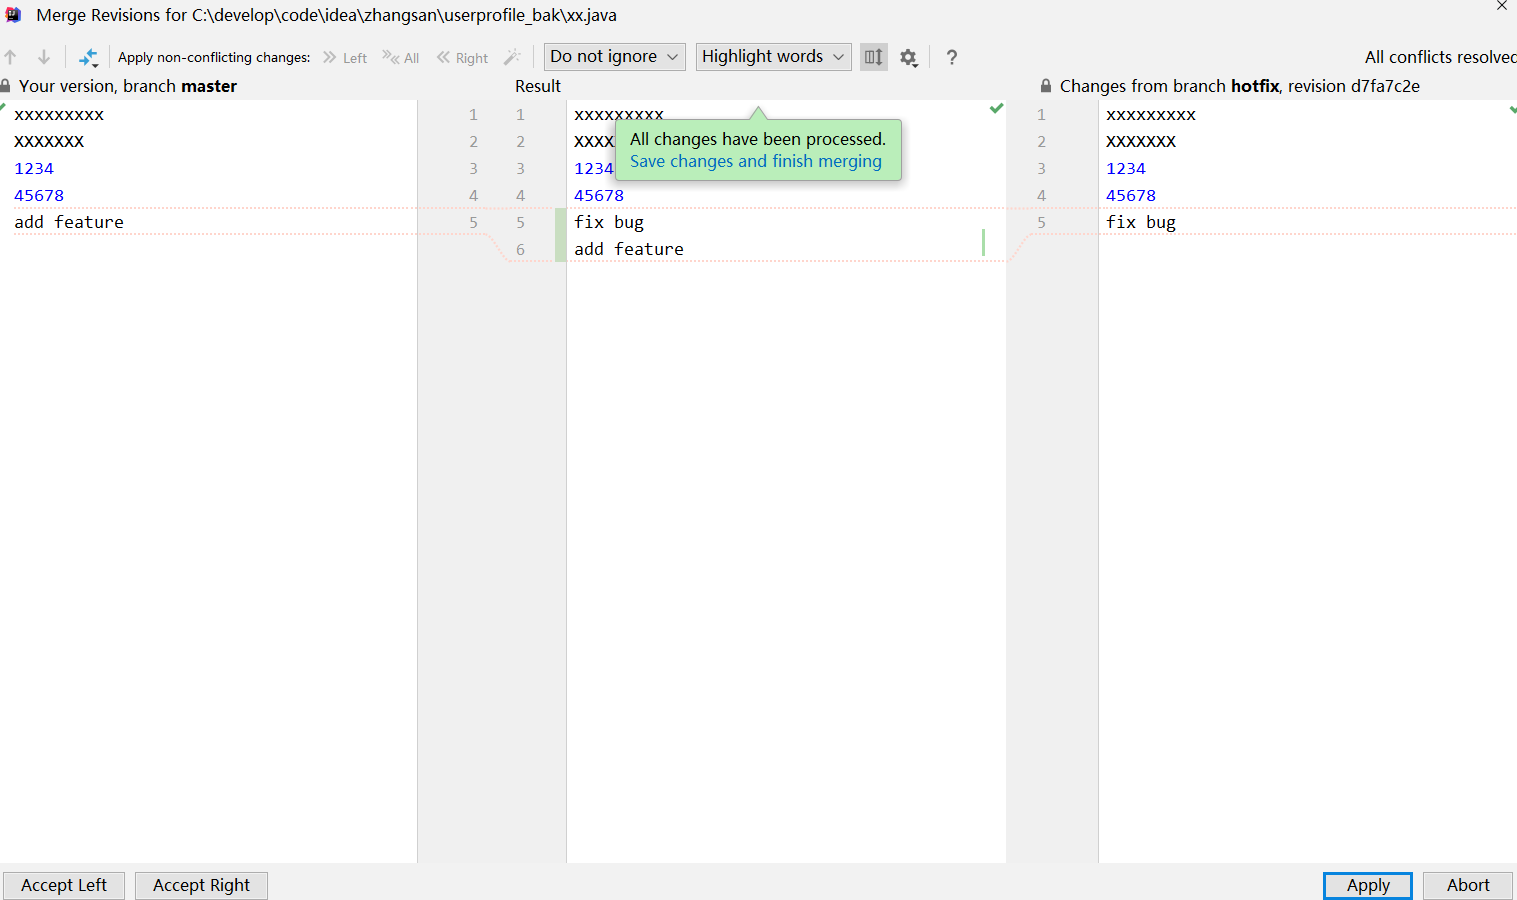 Merge Revisions for C:\develop\code\idea\zhangsan\userprofile_bak\xx.java
Apply non-conflicting changes: Left All Right Do not ignore Highlight words ? All conflicts resolved
Your version, branch master
Result
Changes from branch hotfix, revision d7fa7c2e
xxxxxxxxx 1
xxxxxxx 2
1234 3
45678 4
add feature 5
1 xxxxxxxxx
2 xxxx
3 1234
4 45678
5 fix bug
6 add feature
All changes have been processed.
Save changes and finish merging
1 xxxxxxxxx
2 xxxxxxx
3 1234
4 45678
5 fix bug
Accept Left Accept Right Apply Abort